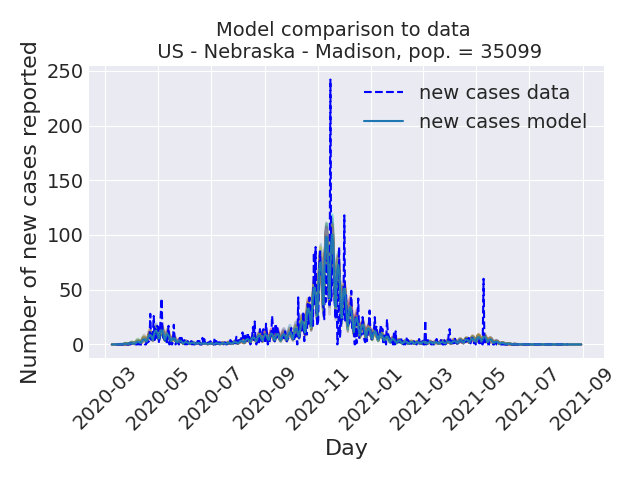 Model comparison to data
US - Nebraska - Madison, pop. = 35099
Number of new cases reported
250
200
150
100
50
0
new cases data
new cases model
2020-03
2020-05
2020-07
2020-09
2020-11
2021-01
2021-03
2021-05
2021-07
2021-09
Day